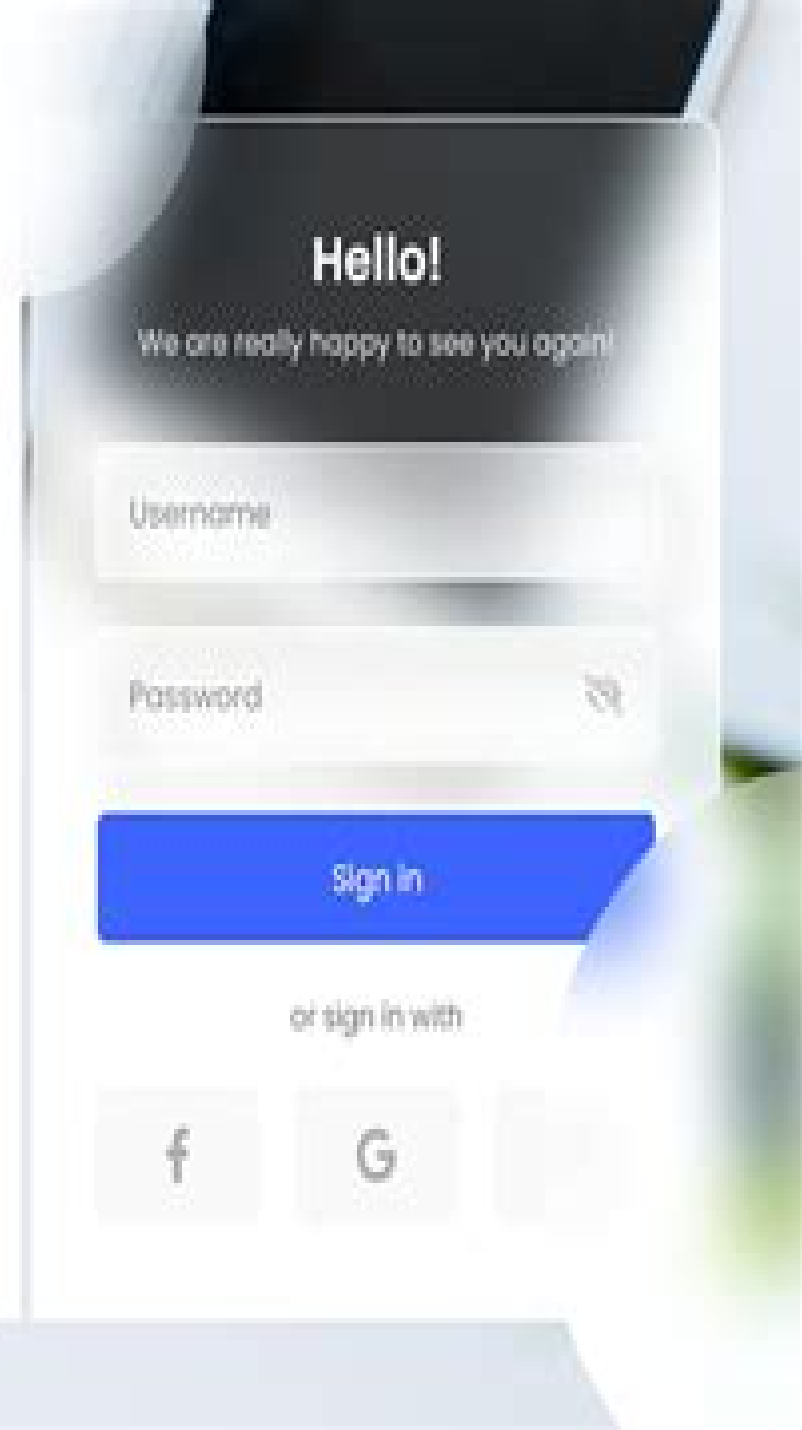 Hello!
We are really happy to see you again!
Username
Password
Sign in
or sign in with
f
G